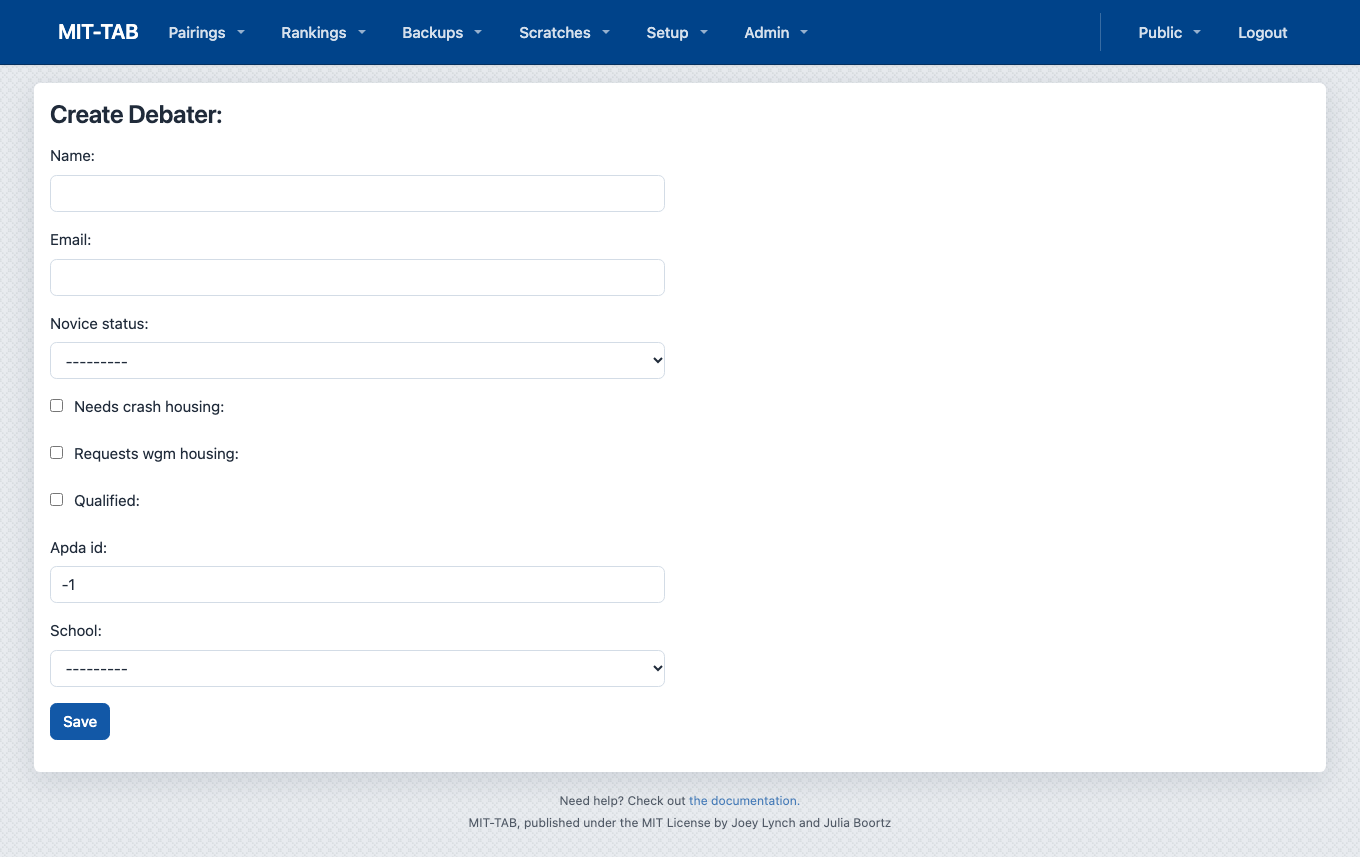 MIT-TAB Pairings Rankings Backups Scratches Setup Admin Public Logout
Create Debater:
Name:
Email:
Novice status:
---------
Needs crash housing:
Requests wgm housing:
Qualified:
Apda id:
-1
School:
---------
Save
Need help? Check out the documentation.
MIT-TAB, published under the MIT License by Joey Lynch and Julia Boortz